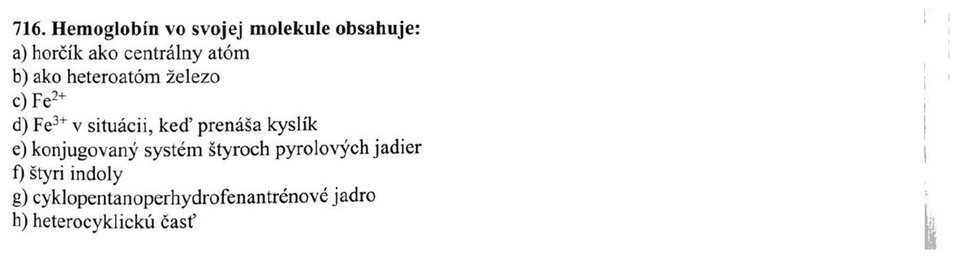 716. Hemoglobín vo svojej molekule obsahuje:
a) horčík ako centrálny atóm
b) ako heteroatóm železo
c) Fe²⁺
d) Fe³⁺ v situácii, keď prenáša kyslík
e) konjugovaný systém štyroch pyrolových jadier
f) štyri indoly
g) cyklopentanoperhydrofenantrénové jadro
h) heterocyklickú časť